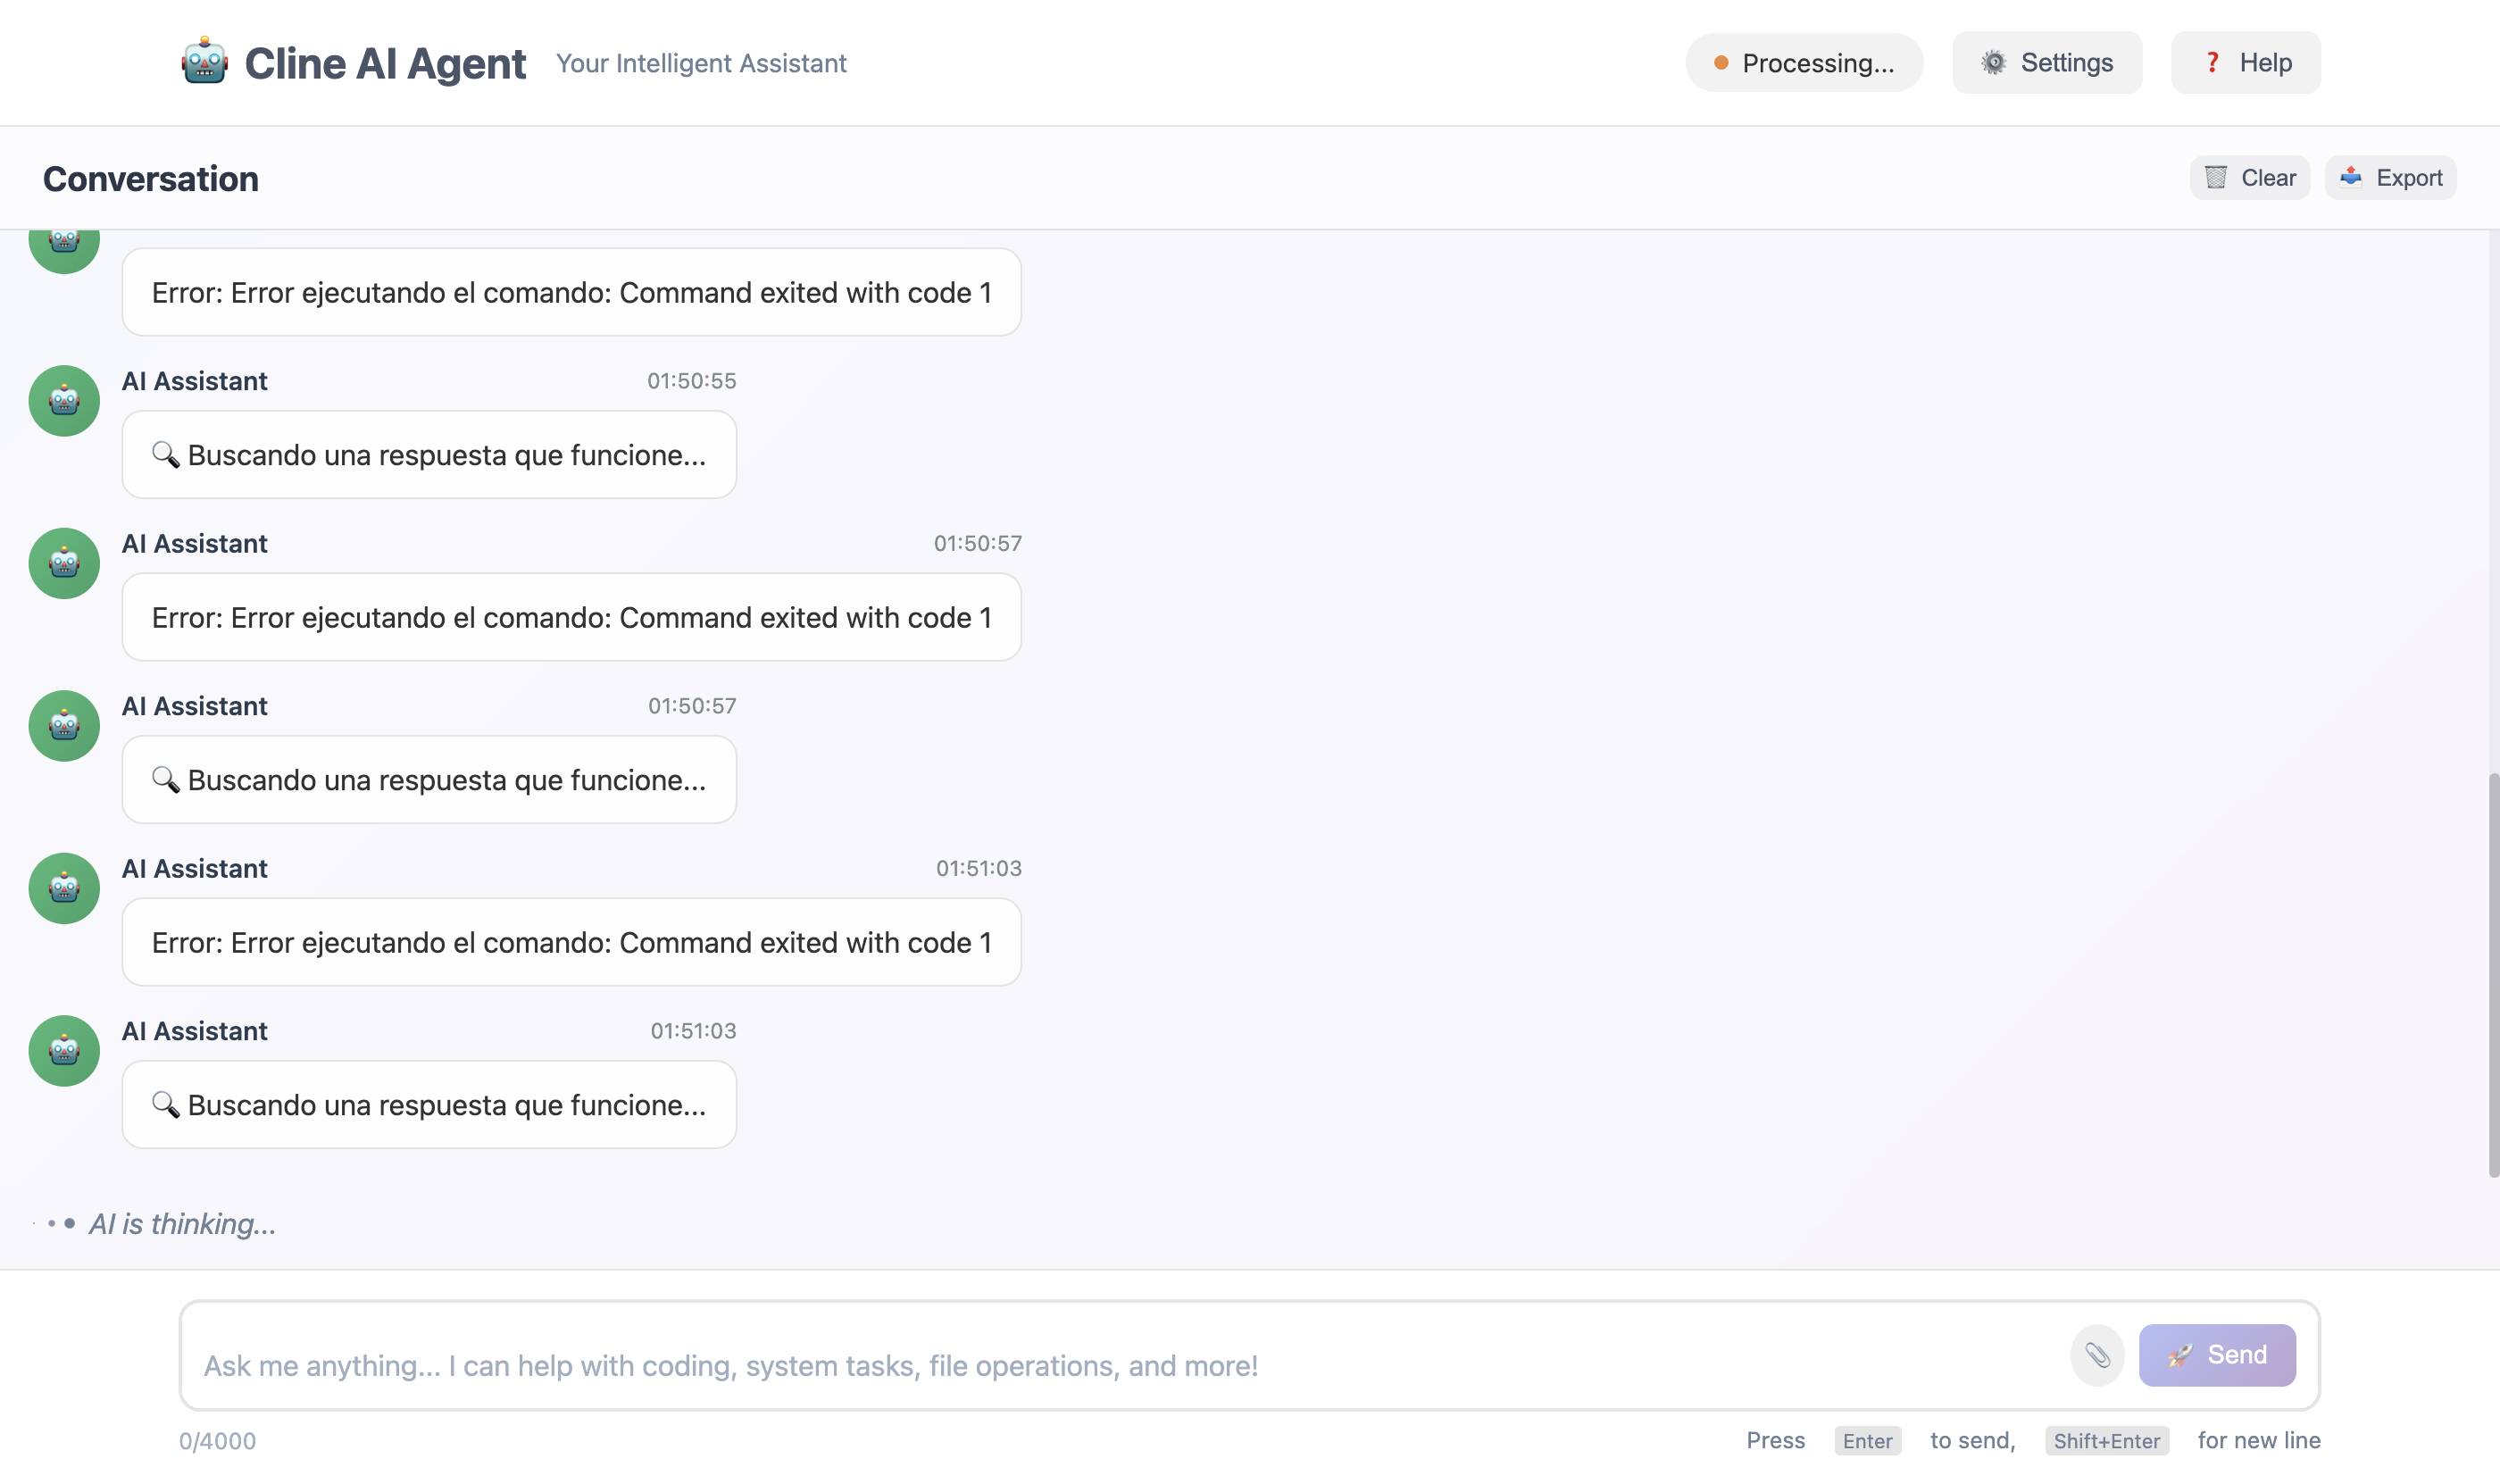 Cline AI Agent Your Intelligent Assistant Processing... Settings Help
Conversation Clear Export
Error: Error ejecutando el comando: Command exited with code 1
AI Assistant 01:50:55
Buscando una respuesta que funcione...
AI Assistant 01:50:57
Error: Error ejecutando el comando: Command exited with code 1
AI Assistant 01:50:57
Buscando una respuesta que funcione...
AI Assistant 01:51:03
Error: Error ejecutando el comando: Command exited with code 1
AI Assistant 01:51:03
Buscando una respuesta que funcione...
AI is thinking...
Ask me anything... I can help with coding, system tasks, file operations, and more! Send
0/4000 Press Enter to send, Shift+Enter for new line